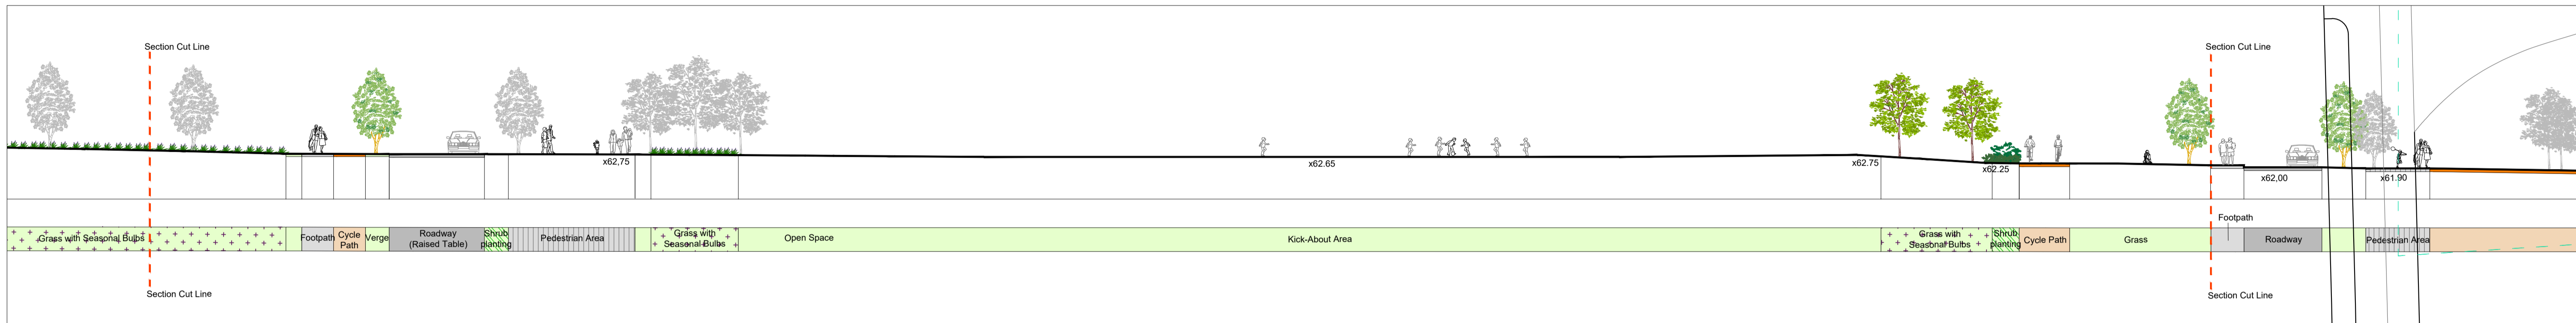 Section Cut Line
Section Cut Line
x62,75
x62.65
x62.75
x62.25
x62,00
x61.90
Footpath
Grass with Seasonal Bulbs
Footpath
Cycle
Path
Verge
Roadway
(Raised Table)
Shrub
planting
Pedestrian Area
Grass with
Seasonal Bulbs
Open Space
Kick-About Area
Grass with
Seasonal Bulbs
Shrub
planting
Cycle Path
Grass
Roadway
Pedestrian Area
Section Cut Line
Section Cut Line